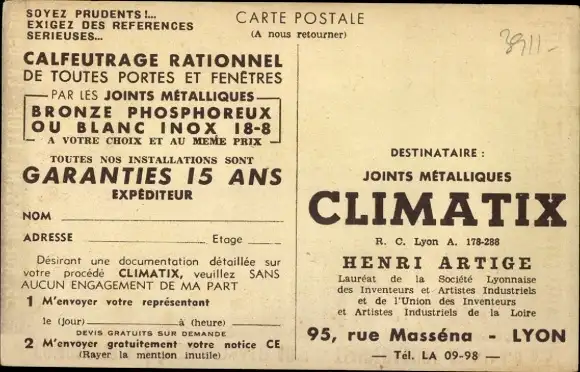 SOYEZ PRUDENTS !...
EXIGEZ DES REFERENCES
SERIEUSES...
CALFEUTRAGE RATIONNEL
DE TOUTES PORTES ET FENÊTRES
PAR LES JOINTS MÉTALLIQUES
BRONZE PHOSPHOREUX
OU BLANC INOX 18-8
A VOTRE CHOIX ET AU MEME PRIX
TOUTES NOS INSTALLATIONS SONT
GARANTIES 15 ANS
EXPÉDITEUR
NOM
ADRESSE Etage
Désirant une documentation détaillée sur
votre procédé CLIMATIX, veuillez SANS
AUCUN ENGAGEMENT DE MA PART
1 M'envoyer votre représentant
le (jour) à (heure)
DEVIS GRATUITS SUR DEMANDE
2 M'envoyer gratuitement votre notice CE
(Rayer la mention inutile)
CARTE POSTALE
(A nous retourner)
3911-
DESTINATAIRE :
JOINTS MÉTALLIQUES
CLIMATIX
R. C. Lyon A. 178-288
HENRI ARTIGE
Lauréat de la Société Lyonnaise
des Inventeurs et Artistes Industriels
et de l'Union des Inventeurs
et Artistes Industriels de la Loire
95, rue Masséna - LYON
— Tél. LA 09-98 —